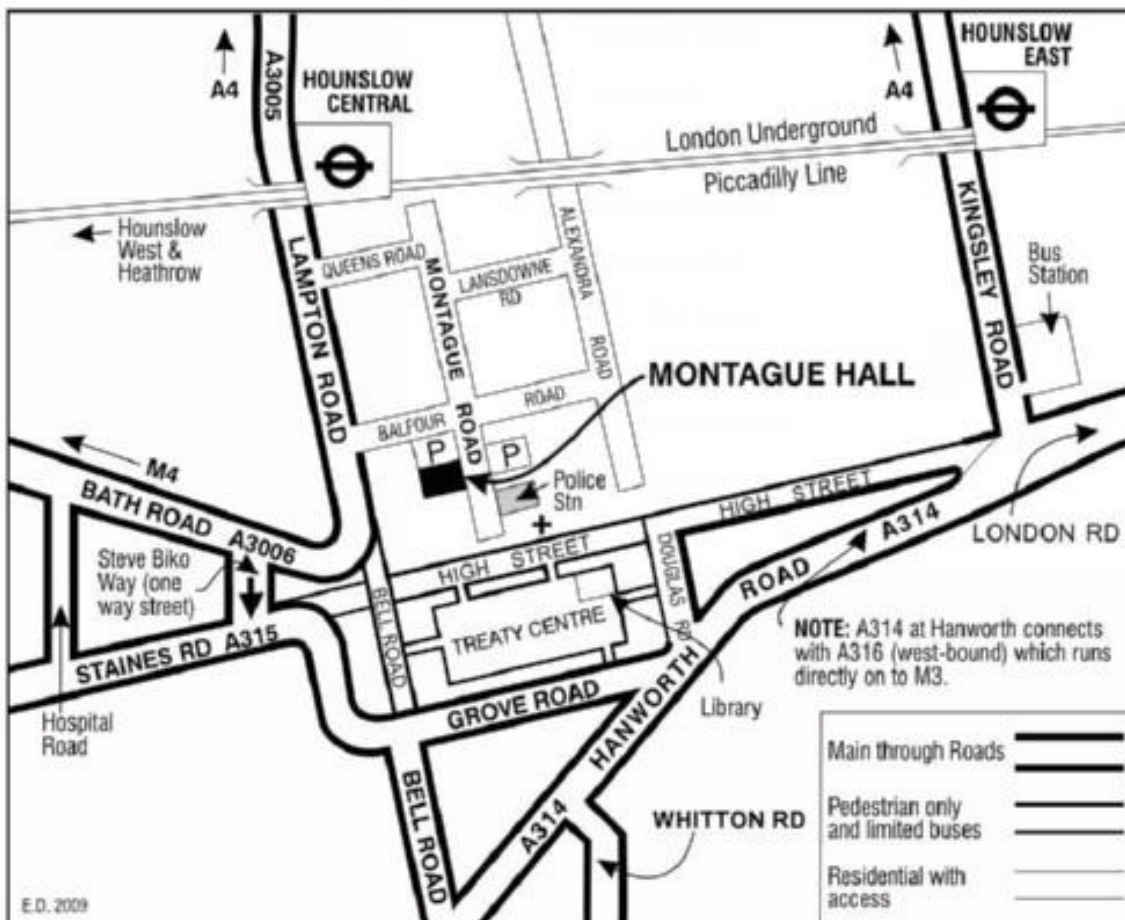 A4
A3005
HOUNSLOW
CENTRAL
A4
HOUNSLOW
EAST
London Underground
Piccadilly Line
Hounslow
West &
Heathrow
LAMPTON ROAD
QUEENS ROAD
MONTAGUE ROAD
LANSDOWNE
RD
ALEXANDRA ROAD
KINGSLEY ROAD
Bus
Station
MONTAGUE HALL
BALFOUR ROAD
P
P
Police
Stn
M4
BATH ROAD A3006
HIGH STREET
HIGH STREET
A314
LONDON RD
Steve Biko
Way (one
way street)
STAINES RD A315
BELL ROAD
TREATY CENTRE
DOUGLAS RD
HANWORTH ROAD
NOTE: A314 at Hanworth connects
with A316 (west-bound) which runs
directly on to M3.
Hospital
Road
GROVE ROAD
Library
BELL ROAD
A314
WHITTON RD
Main through Roads
Pedestrian only
and limited buses
Residential with
access
E.D. 2009